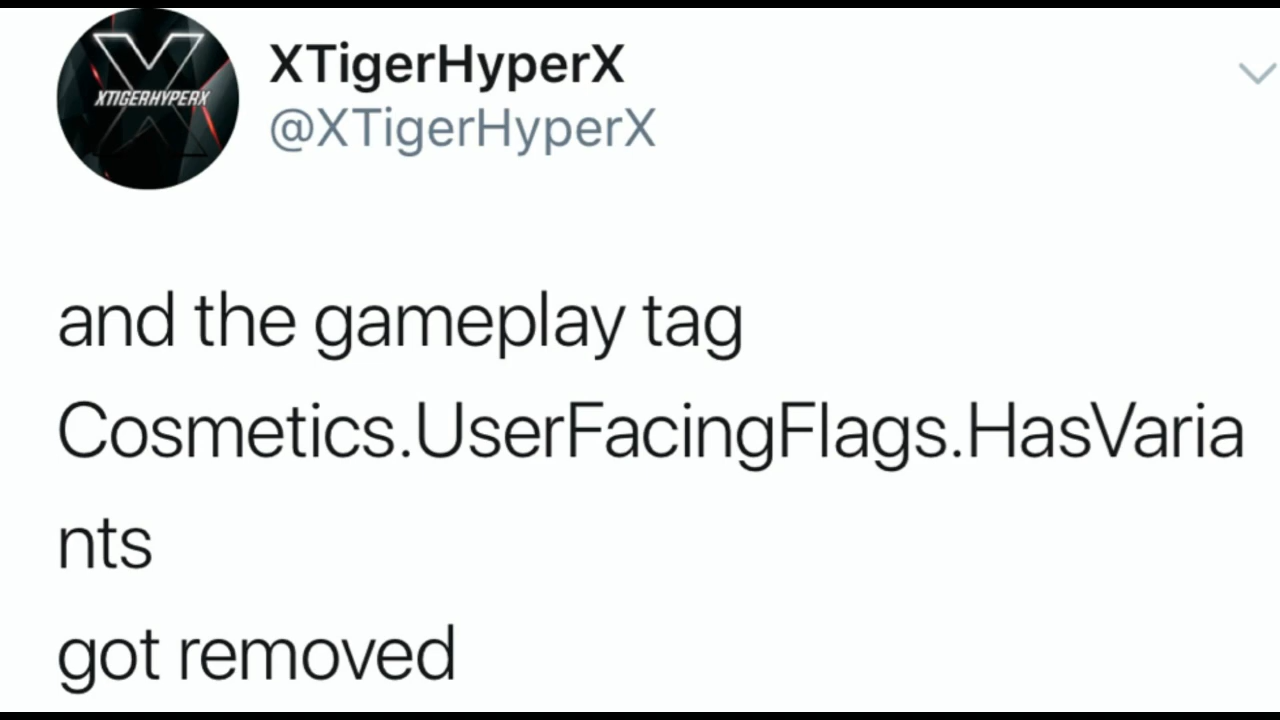 XTIGERHYPERX
XTigerHyperX
@XTigerHyperX
and the gameplay tag
Cosmetics.UserFacingFlags.HasVaria
nts
got removed